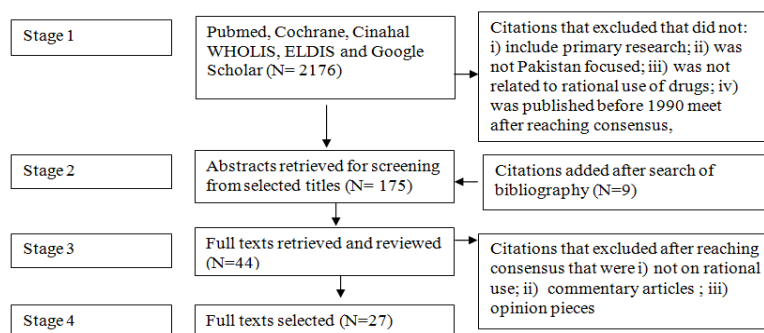 Stage 1
Pubmed, Cochrane, Cinahal
WHOLIS, ELDIS and Google
Scholar
(N= 2176)
Citations that excluded that did not:
i) include primary research; ii) was
not Pakistan focused; iii) was not
related to rational use of drugs; iv)
was published before 1990 meet
after reaching consensus,
Stage 2
Abstracts retrieved for screening
from selected titles (N= 175)
Citations added after search of
bibliography (N=9)
Stage 3
Full texts retrieved and reviewed
(N=44)
Citations that excluded after reaching
consensus that were i) not on rational
use; ii) commentary articles ; iii)
opinion pieces
Stage 4
Full texts selected (N=27)